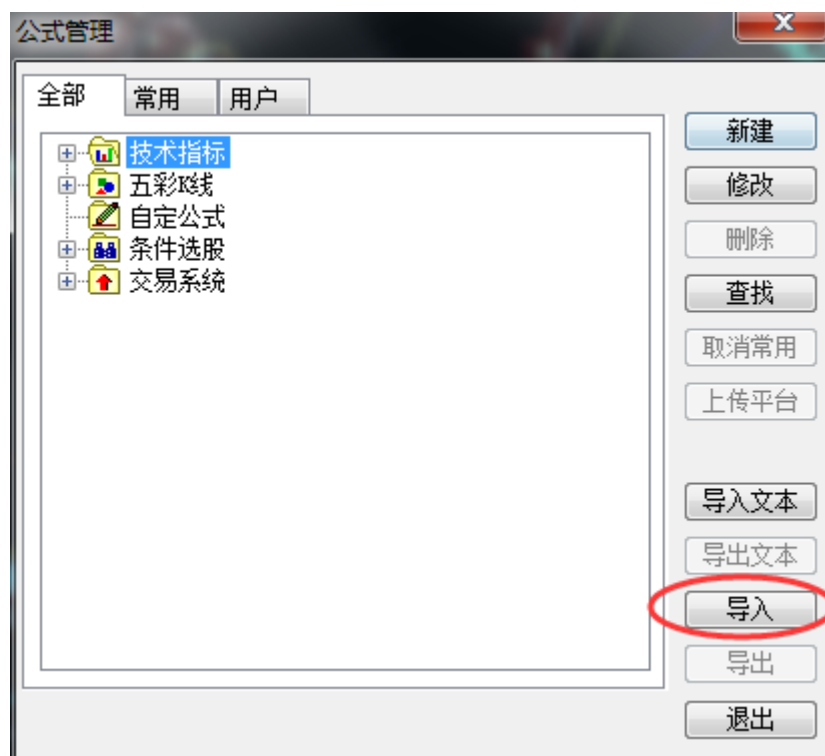 公式管理
全部 常用 用户
技术指标
五彩K线
自定公式
条件选股
交易系统
新建
修改
删除
查找
取消常用
上传平台
导入文本
导出文本
导入
导出
退出